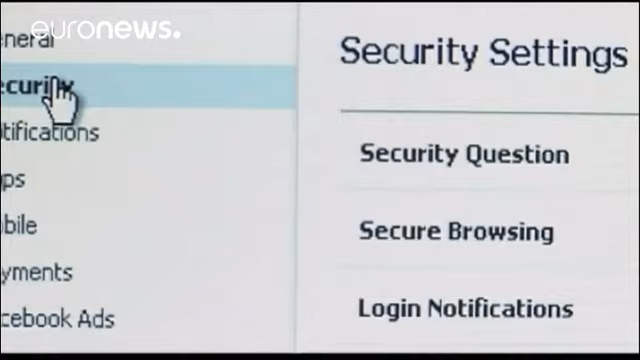 euronews.
eneral
ecurity
tifications
ps
bile
yments
cebook Ads
Security Settings
Security Question
Secure Browsing
Login Notifications